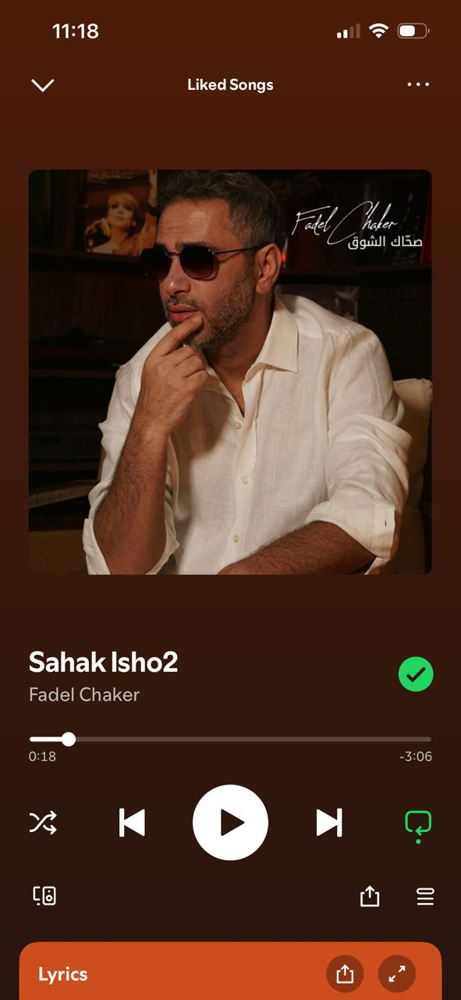 11:18
Liked Songs
Fadel Chaker
صحّاك الشوق
Sahak Isho2
Fadel Chaker
0:18
-3:06
Lyrics